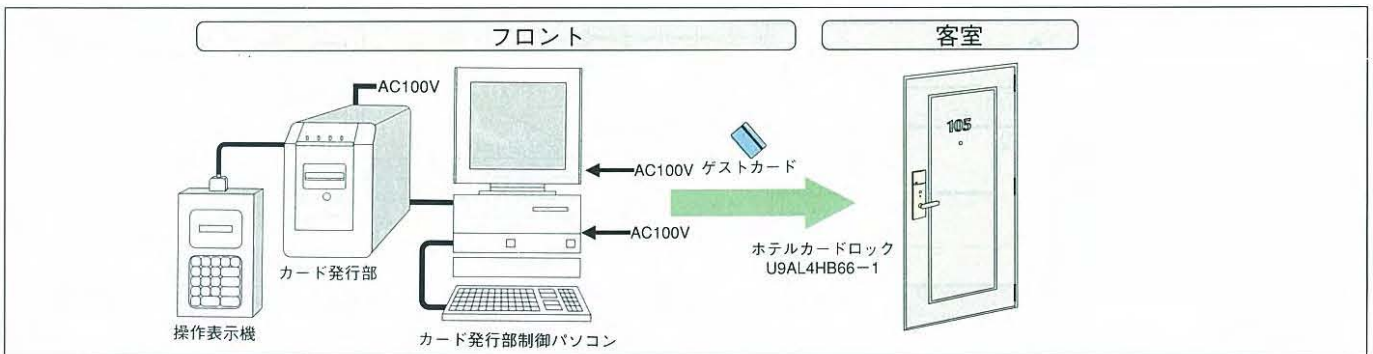 フロント
客室
AC100V
105
AC100V
ゲストカード
AC100V
ホテルカードロック
U9AL4HB66−1
カード発行部
操作表示機
カード発行部制御パソコン